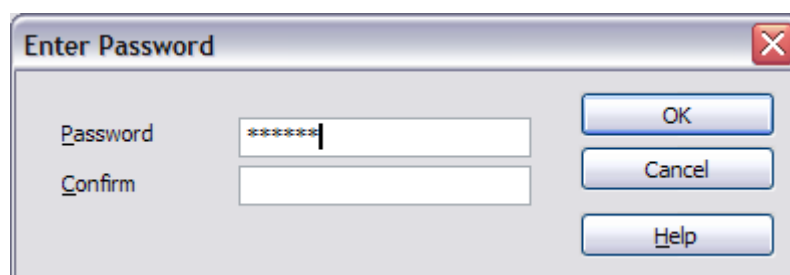 Enter Password
Password ******
OK
Confirm
Cancel
Help